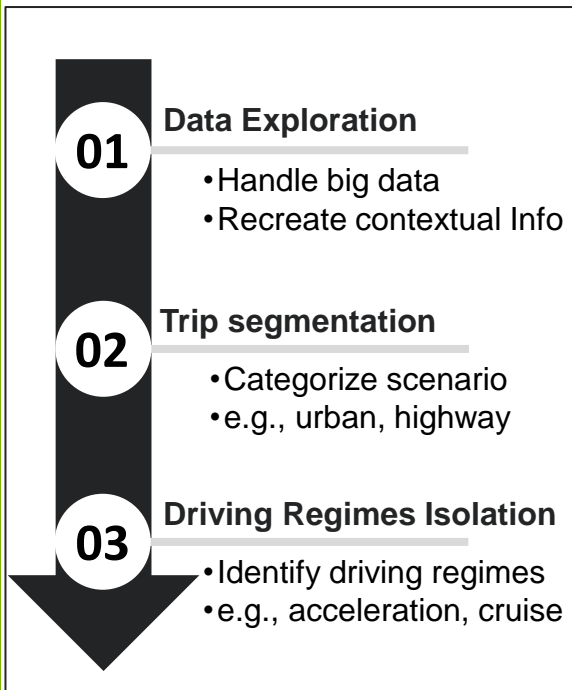 01
Data Exploration
•Handle big data
•Recreate contextual Info
02
Trip segmentation
•Categorize scenario
•e.g., urban, highway
03
Driving Regimes Isolation
•Identify driving regimes
•e.g., acceleration, cruise